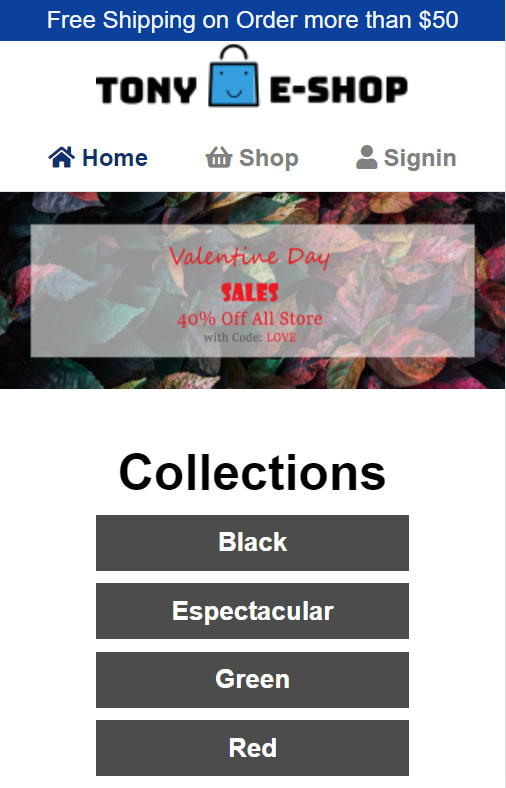 Free Shipping on Order more than $50
TONY E-SHOP
Home Shop Signin
Valentine Day
SALES
40% Off All Store
with Code: LOVE
Collections
Black
Espectacular
Green
Red